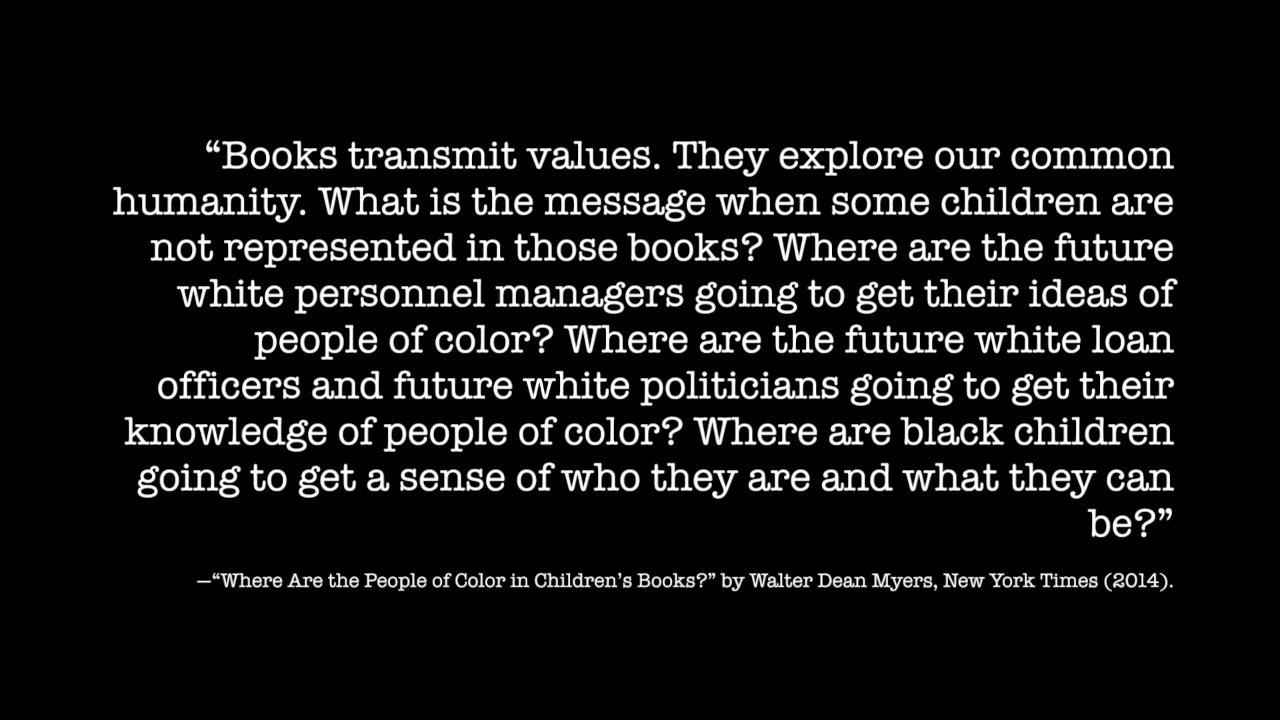 “Books transmit values. They explore our common
humanity. What is the message when some children are
not represented in those books? Where are the future
white personnel managers going to get their ideas of
people of color? Where are the future white loan
officers and future white politicians going to get their
knowledge of people of color? Where are black children
going to get a sense of who they are and what they can
be?”
—“Where Are the People of Color in Children’s Books?” by Walter Dean Myers, New York Times (2014).